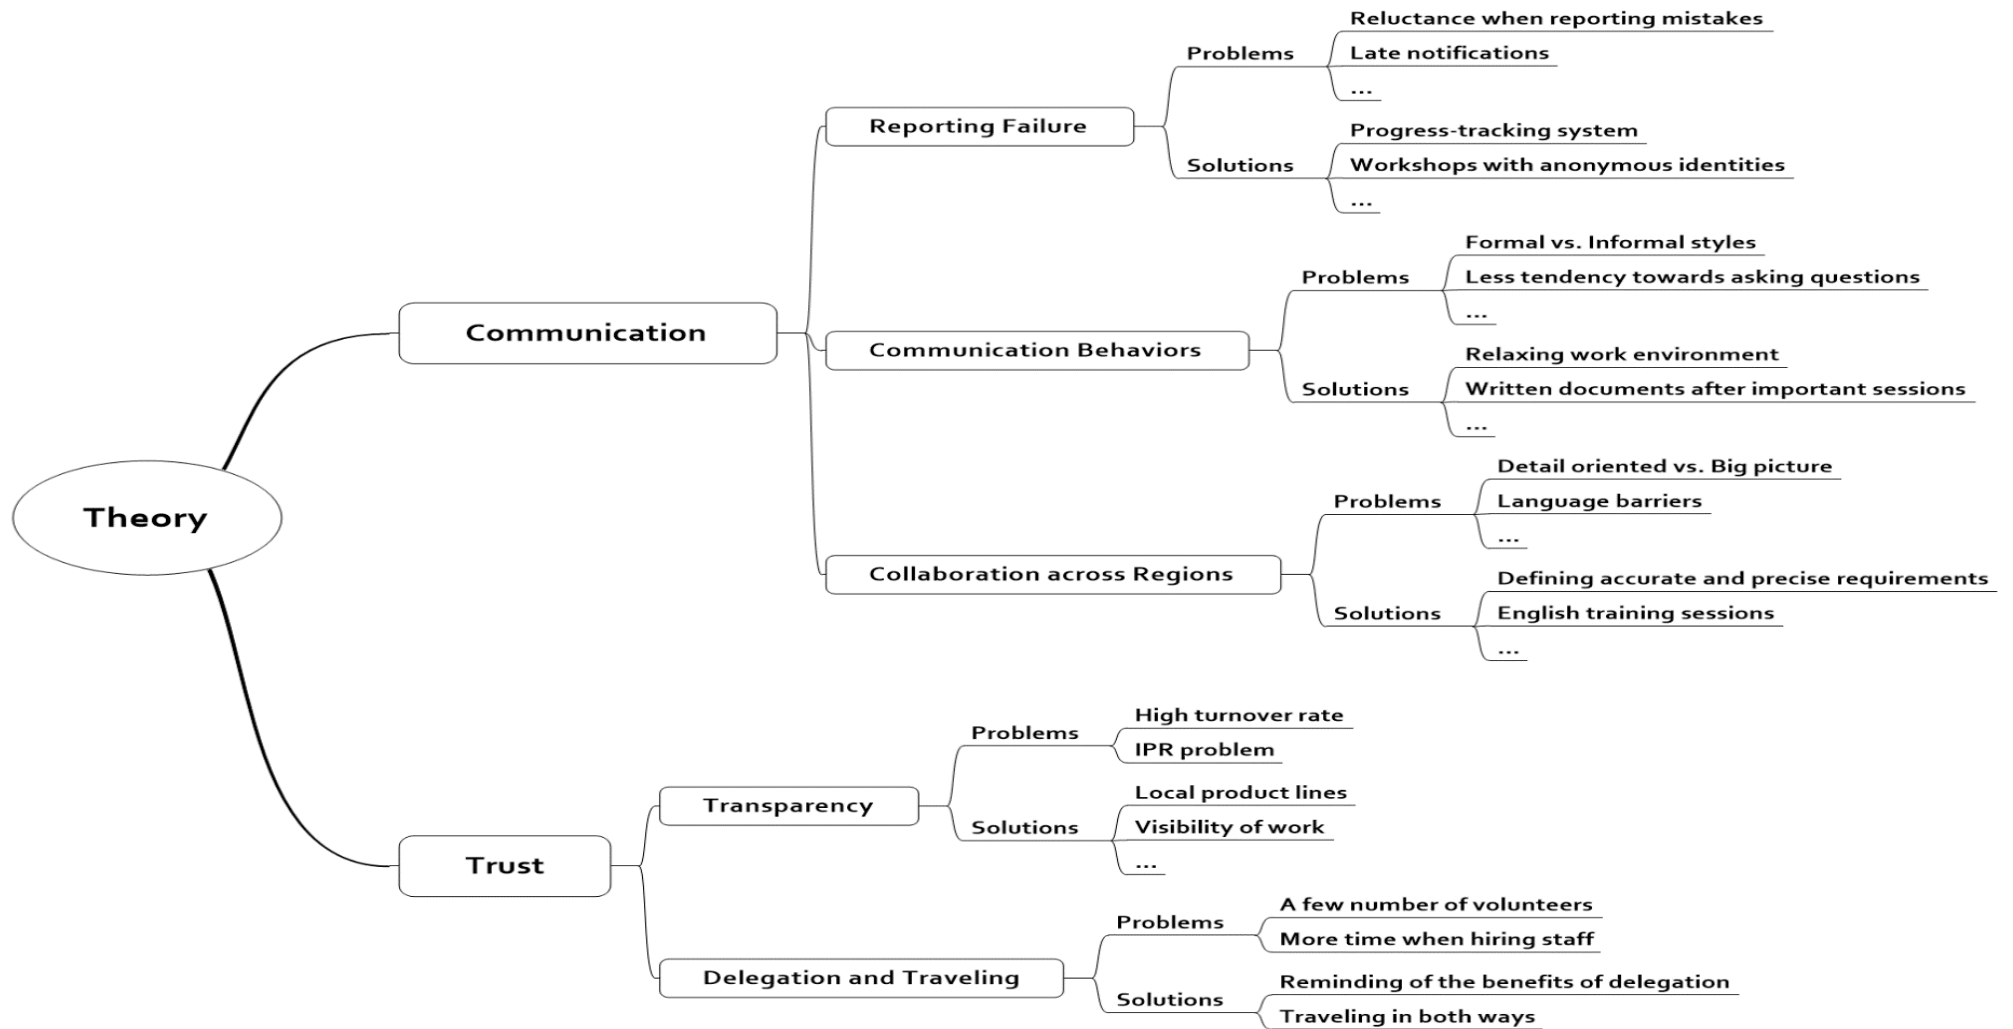 Theory
Communication
Reporting Failure
Problems
Reluctance when reporting mistakes
Late notifications
...
Solutions
Progress-tracking system
Workshops with anonymous identities
...
Communication Behaviors
Problems
Formal vs. Informal styles
Less tendency towards asking questions
...
Solutions
Relaxing work environment
Written documents after important sessions
...
Collaboration across Regions
Problems
Detail oriented vs. Big picture
Language barriers
...
Solutions
Defining accurate and precise requirements
English training sessions
...
Trust
Transparency
Problems
High turnover rate
IPR problem
Solutions
Local product lines
Visibility of work
...
Delegation and Traveling
Problems
A few number of volunteers
More time when hiring staff
Solutions
Reminding of the benefits of delegation
Traveling in both ways